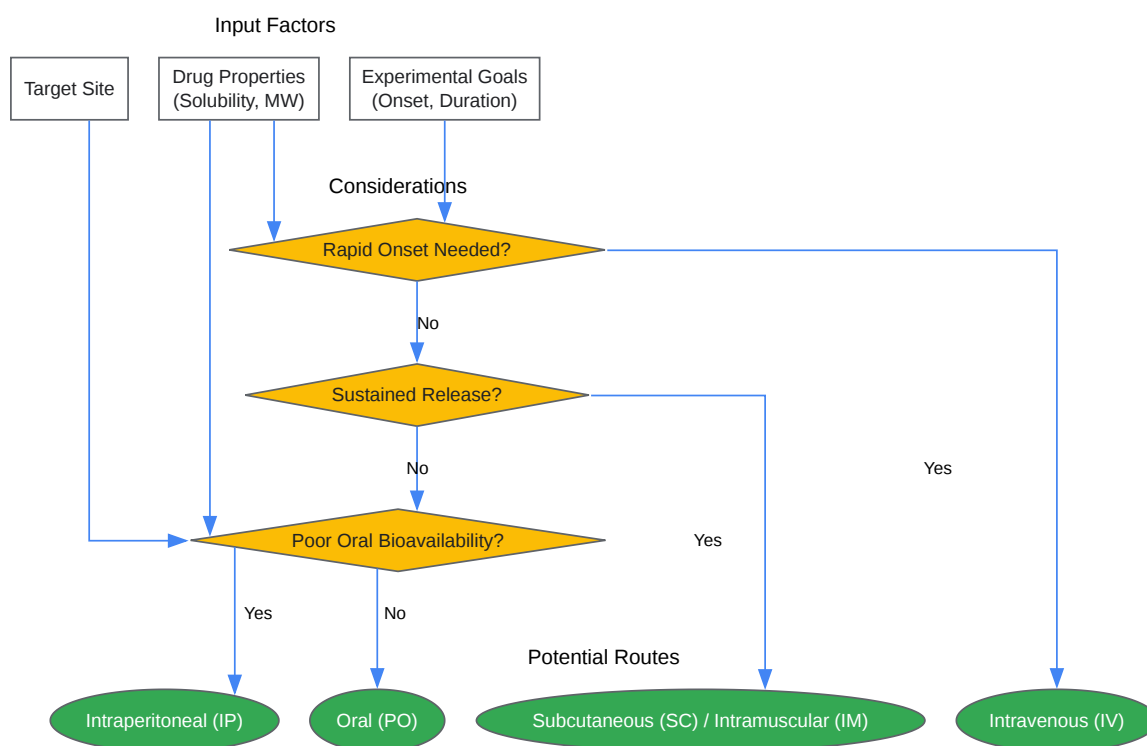 Input Factors
Target Site
Drug Properties
(Solubility, MW)
Experimental Goals
(Onset, Duration)
Considerations
Rapid Onset Needed?
No
Sustained Release?
No
Yes
Poor Oral Bioavailability?
Yes
Yes
No
Potential Routes
Intraperitoneal (IP)
Oral (PO)
Subcutaneous (SC) / Intramuscular (IM)
Intravenous (IV)